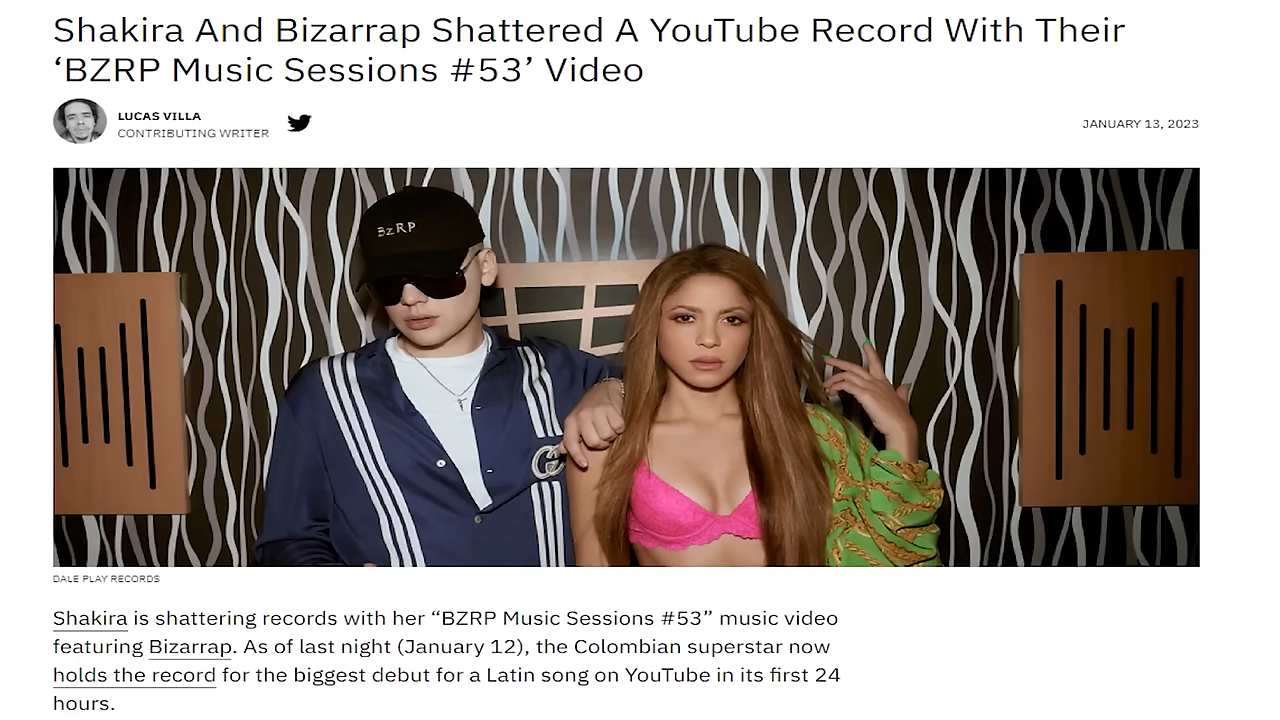 Shakira And Bizarrap Shattered A YouTube Record With Their
‘BZRP Music Sessions #53’ Video
LUCAS VILLA
CONTRIBUTING WRITER
JANUARY 13, 2023
BZRP
DALE PLAY RECORDS
Shakira is shattering records with her “BZRP Music Sessions #53” music video
featuring Bizarrap. As of last night (January 12), the Colombian superstar now
holds the record for the biggest debut for a Latin song on YouTube in its first 24
hours.